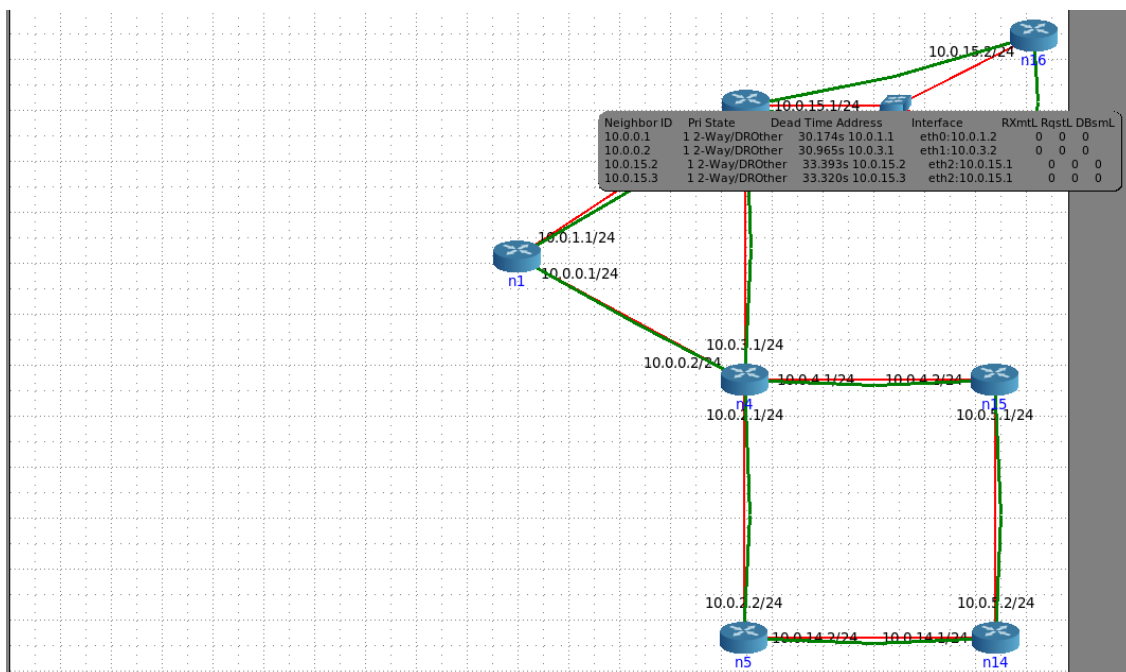 10.0.15.2/24
n16
10.0.15.1/24
Neighbor ID Pri State Dead Time Address Interface RXmtL RqstL DBsmL
10.0.0.1 1 2-Way/DROther 30.174s 10.0.1.1 eth0:10.0.1.2 0 0 0
10.0.0.2 1 2-Way/DROther 30.965s 10.0.3.1 eth1:10.0.3.2 0 0 0
10.0.15.2 1 2-Way/DROther 33.393s 10.0.15.2 eth2:10.0.15.1 0 0 0
10.0.15.3 1 2-Way/DROther 33.320s 10.0.15.3 eth2:10.0.15.1 0 0 0
10.0.1.1/24
n1
10.0.0.1/24
10.0.3.1/24
10.0.0.2/24
10.0.4.1/24 10.0.4.2/24
n4 n15
10.0.2.1/24 10.0.5.1/24
10.0.2.2/24 10.0.5.2/24
10.0.14.2/24 10.0.14.1/24
n5 n14